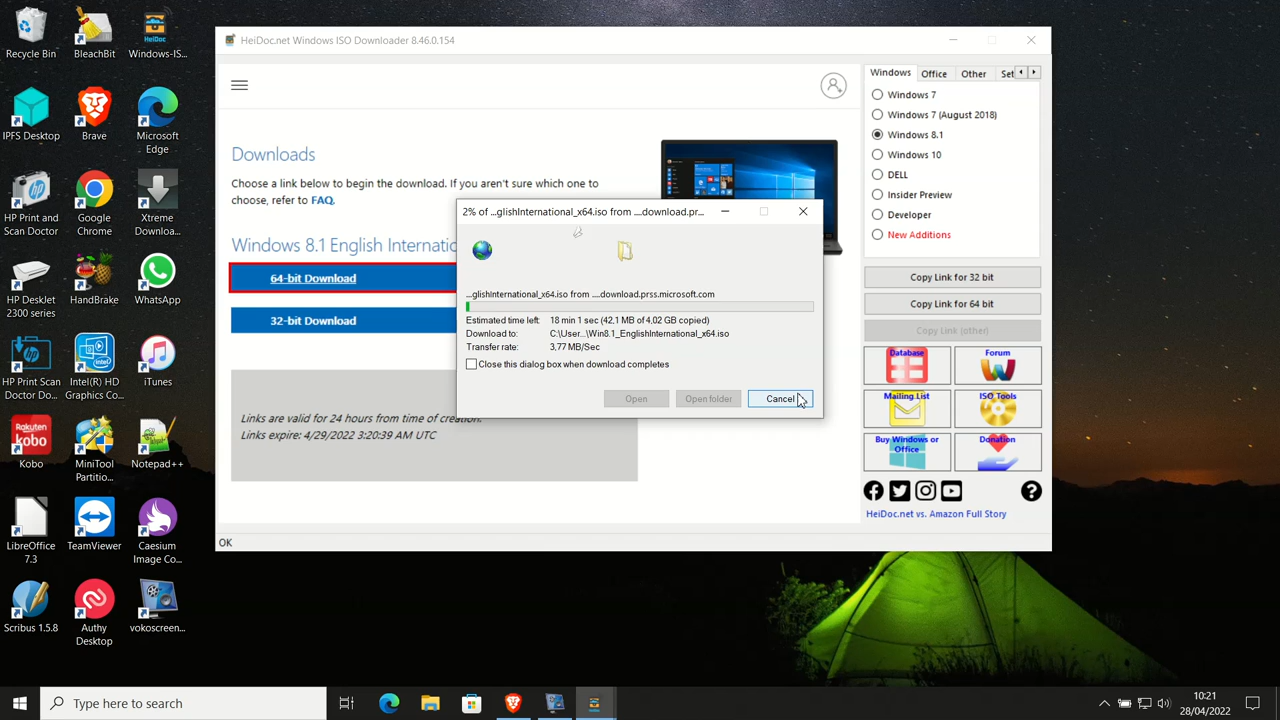 Recycle Bin
BleachBit
Windows-IS...
IPFS Desktop
Brave
Microsoft
Edge
HP Print and
Scan Doctor
Google
Chrome
Xtreme
Download...
HP DeskJet
2300 series
HandBrake
WhatsApp
HP Print Scan
Doctor Do...
Intel(R) HD
Graphics Co...
iTunes
Rakuten
kobo
Kobo
MiniTool
Partitio...
Notepad++
LibreOffice
7.3
TeamViewer
Caesium
Image Co...
Scribus 1.5.8
Authy
Desktop
vokoscreen...
HeiDoc.net Windows ISO Downloader 8.46.0.154
Downloads
Choose a link below to begin the download. If you aren't sure which one to
choose, refer to FAQ.
Windows 8.1 English Internatio
64-bit Download
32-bit Download
Links are valid for 24 hours from time of creation.
Links expire: 4/29/2022 3:20:39 AM UTC
OK
2% of ...glishInternational_x64.iso from ....download.pr...
...glishInternational_x64.iso from ....download.prss.microsoft.com
Estimated time left: 18 min 1 sec (42,1 MB of 4,02 GB copied)
Download to: C:\User...\Win8.1_EnglishInternational_x64.iso
Transfer rate: 3,77 MB/Sec
Close this dialog box when download completes
Open
Open folder
Cancel
Windows
Office
Other
Set
Windows 7
Windows 7 (August 2018)
Windows 8.1
Windows 10
DELL
Insider Preview
Developer
New Additions
Copy Link for 32 bit
Copy Link for 64 bit
Copy Link (other)
Database
Forum
Mailing List
ISO Tools
Buy Windows or
Office
Donation
HeiDoc.net vs. Amazon Full Story
Type here to search
10:21
28/04/2022